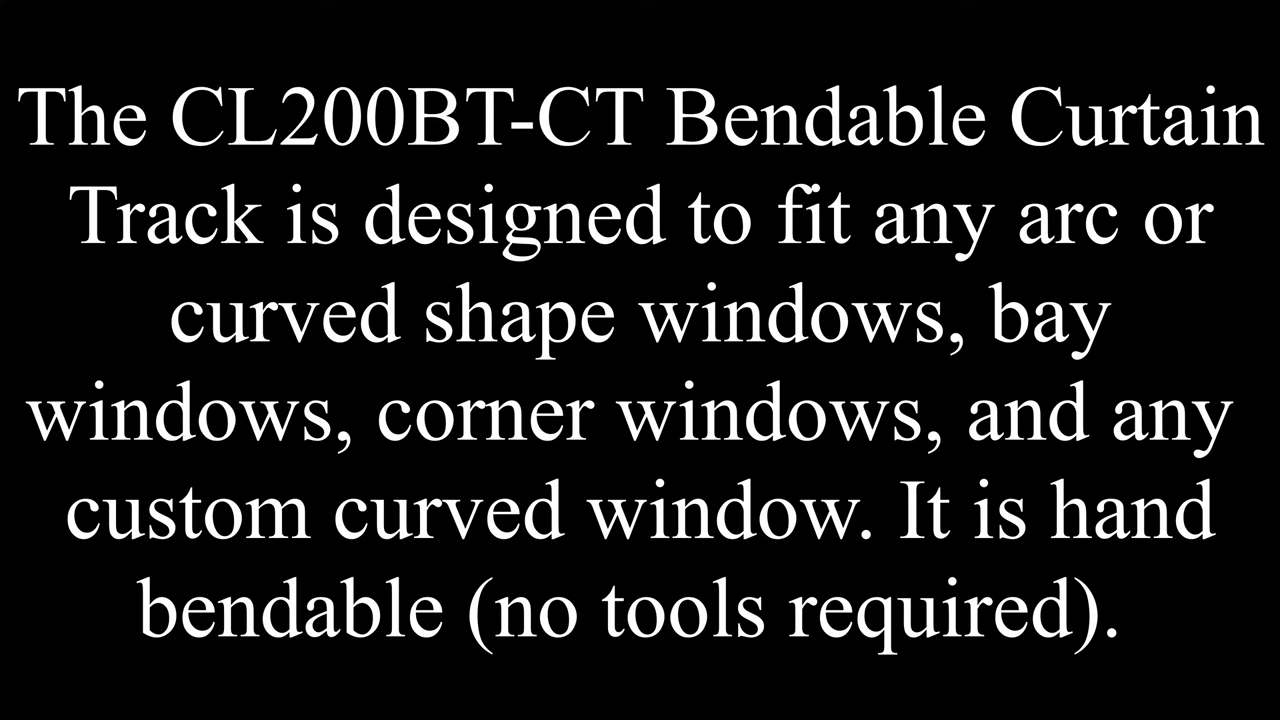 The CL200BT-CT Bendable Curtain
Track is designed to fit any arc or
curved shape windows, bay
windows, corner windows, and any
custom curved window. It is hand
bendable (no tools required).